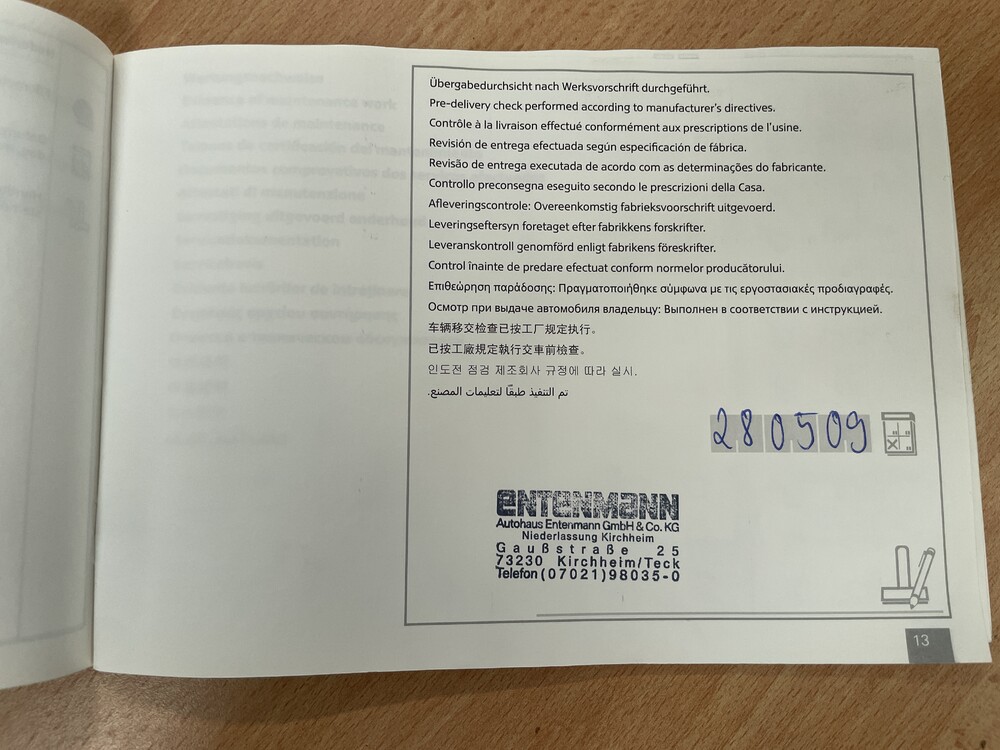 Übergabedurchsicht nach Werksvorschrift durchgeführt.
Pre-delivery check performed according to manufacturer's directives.
Contrôle à la livraison effectué conformément aux prescriptions de l'usine.
Revisión de entrega efectuada según especificación de fábrica.
Revisão de entrega executada de acordo com as determinações do fabricante.
Controllo preconsegna eseguito secondo le prescrizioni della Casa.
Afleveringscontrole: Overeenkomstig fabrieksvoorschrift uitgevoerd.
Leveringseftersyn foretaget efter fabrikkens forskrifter.
Leveranskontroll genomförd enligt fabrikens föreskrifter.
Control înainte de predare efectuat conform normelor producătorului.
Επιθεώρηση παράδοσης: Πραγματοποιήθηκε σύμφωνα με τις εργοστασιακές προδιαγραφές.
Осмотр при выдаче автомобиля владельцу: Выполнен в соответствии с инструкцией.
车辆移交检查已按工厂规定执行。
已按工廠規定執行交車前檢查。
인도전 점검 제조회사 규정에 따라 실시.
تم التنفيذ طبقًا لتعليمات المصنع.
280509
ENTENMANN
Autohaus Entenmann GmbH & Co. KG
Niederlassung Kirchheim
Gaußstraße 25
73230 Kirchheim/Teck
Telefon (07021) 98035-0
13